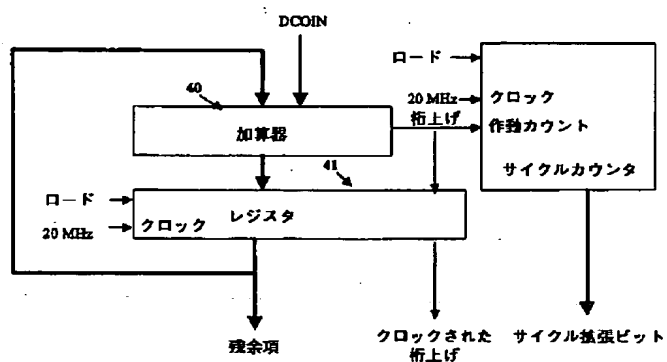 DCOIN
ロード
40
20 MHz
クロック
桁上げ
作動カウント
加算器
サイクルカウンタ
41
ロード
レジスタ
20 MHz
クロック
残余項
クロックされた
桁上げ
サイクル拡張ビット